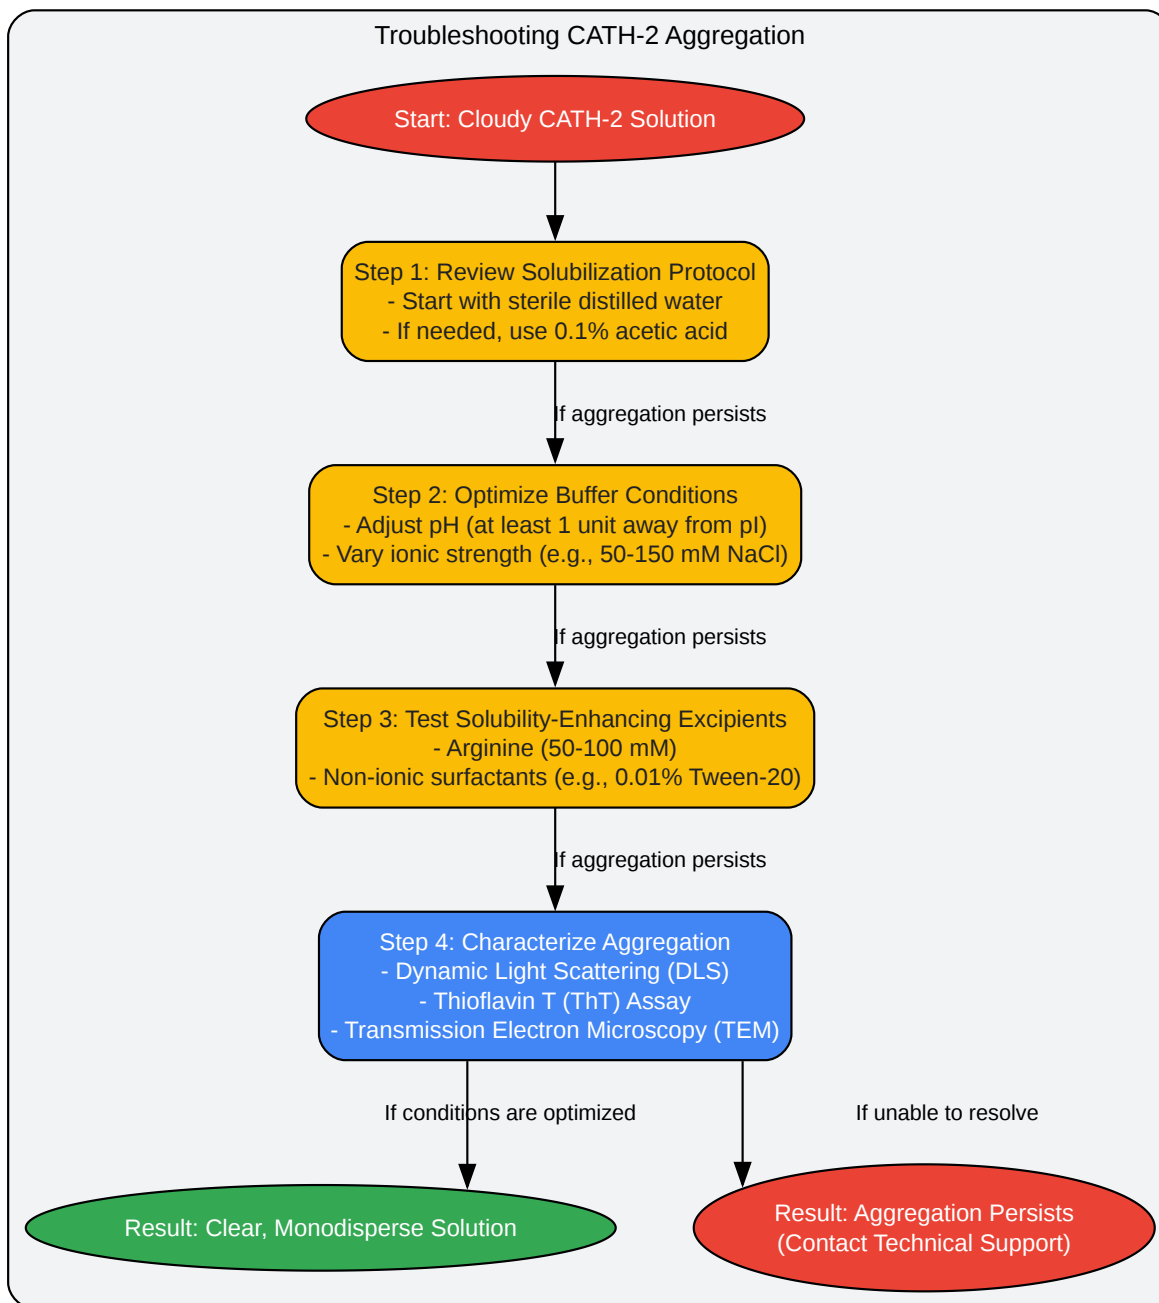 Troubleshooting CATH-2 Aggregation
Start: Cloudy CATH-2 Solution
Step 1: Review Solubilization Protocol
- Start with sterile distilled water
- If needed, use 0.1% acetic acid
If aggregation persists
Step 2: Optimize Buffer Conditions
- Adjust pH (at least 1 unit away from pI)
- Vary ionic strength (e.g., 50-150 mM NaCl)
If aggregation persists
Step 3: Test Solubility-Enhancing Excipients
- Arginine (50-100 mM)
- Non-ionic surfactants (e.g., 0.01% Tween-20)
If aggregation persists
Step 4: Characterize Aggregation
- Dynamic Light Scattering (DLS)
- Thioflavin T (ThT) Assay
- Transmission Electron Microscopy (TEM)
If conditions are optimized
If unable to resolve
Result: Clear, Monodisperse Solution
Result: Aggregation Persists
(Contact Technical Support)